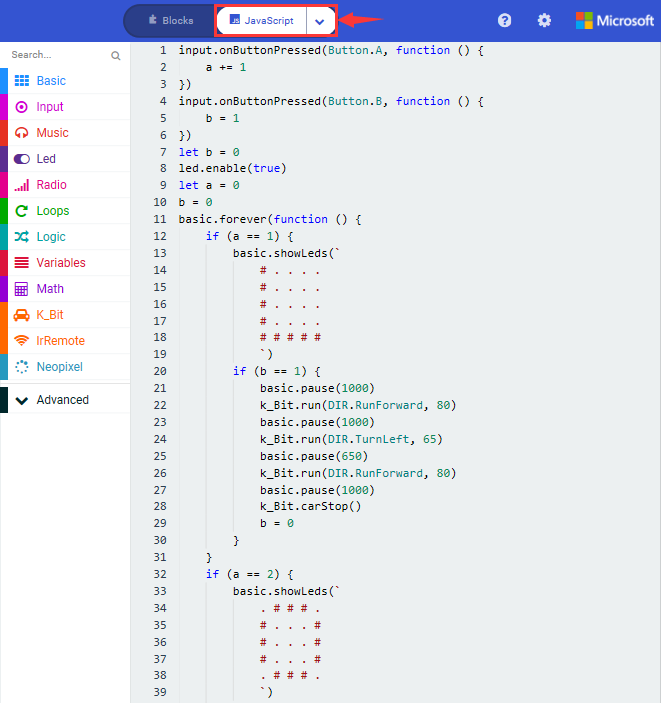 Blocks
JavaScript
Microsoft
Search...
Basic
Input
Music
Led
Radio
Loops
Logic
Variables
Math
K_Bit
IrRemote
Neopixel
Advanced
1 input.onButtonPressed(Button.A, function () {
2     a += 1
3 })
4 input.onButtonPressed(Button.B, function () {
5     b = 1
6 })
7 let b = 0
8 led.enable(true)
9 let a = 0
10 b = 0
11 basic.forever(function () {
12     if (a == 1) {
13         basic.showLeds(`
14             # . . . .
15             # . . . .
16             # . . . .
17             # . . . .
18             # # # # #
19             `)
20         if (b == 1) {
21             basic.pause(1000)
22             k_Bit.run(DIR.RunForward, 80)
23             basic.pause(1000)
24             k_Bit.run(DIR.TurnLeft, 65)
25             basic.pause(650)
26             k_Bit.run(DIR.RunForward, 80)
27             basic.pause(1000)
28             k_Bit.carStop()
29             b = 0
30         }
31     }
32     if (a == 2) {
33         basic.showLeds(`
34             . # # # .
35             # . . . #
36             # . . . #
37             # . . . #
38             . # # # .
39             `)